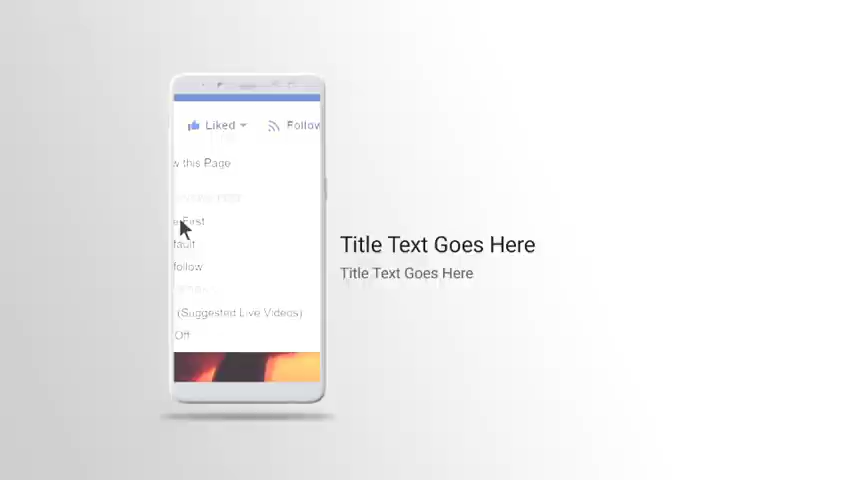 Liked
Follow
this Page
First
fault
follow
(Suggested Live Videos)
Off
Title Text Goes Here
Title Text Goes Here